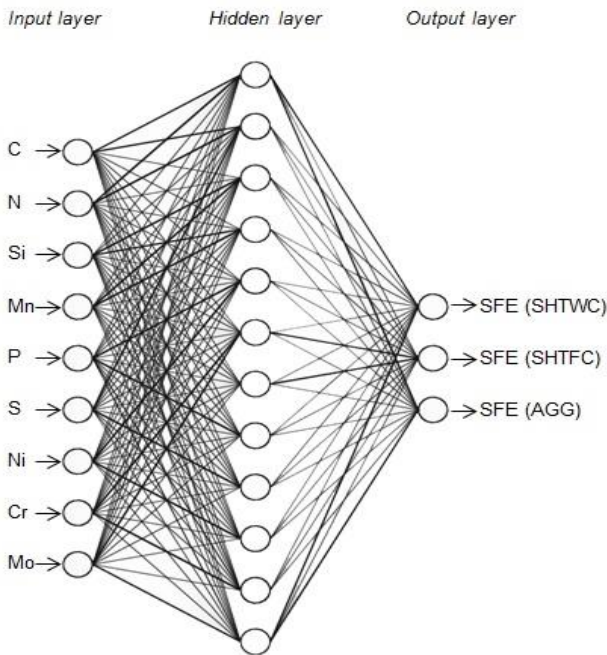 Input layer
Hidden layer
Output layer
C
N
Si
Mn
P
S
Ni
Cr
Mo
SFE (SHTWC)
SFE (SHTFC)
SFE (AGG)